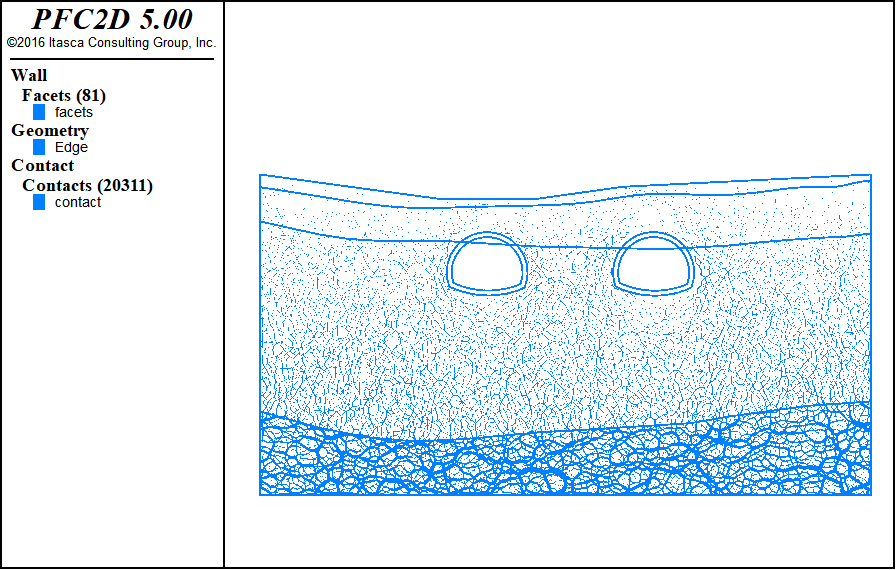 PFC2D 5.00
©2016 Itasca Consulting Group, Inc.
Wall
Facets (81)
facets
Geometry
Edge
Contact
Contacts (20311)
contact